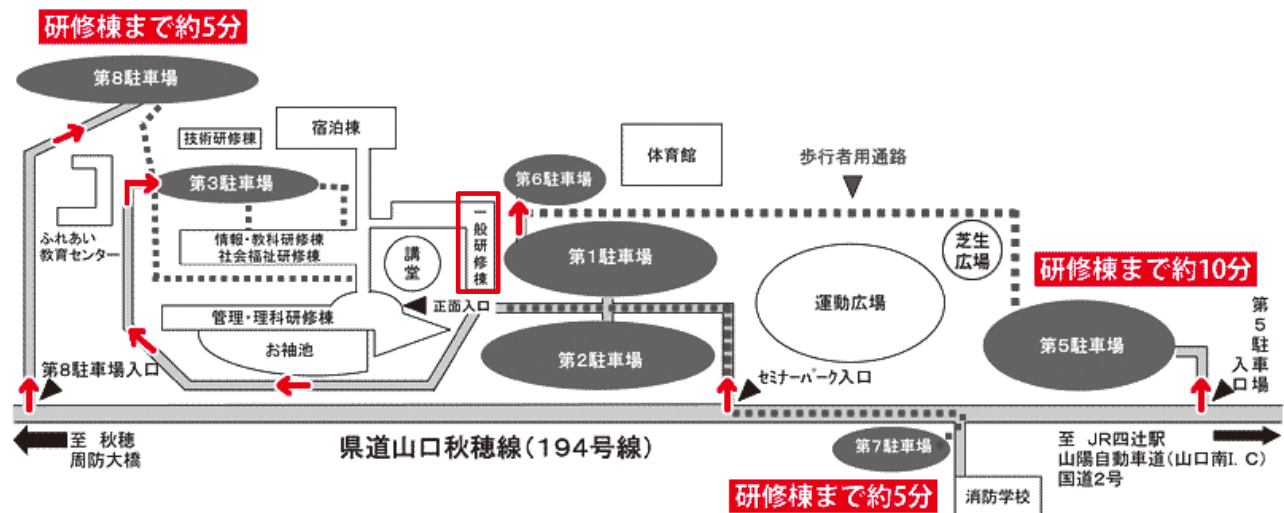 研修棟まで約5分
第8駐車場
技術研修棟
宿泊棟
体育館
歩行者用通路
第3駐車場
第6駐車場
ふれあい
教育センター
情報・教科研修棟
社会福祉研修棟
講堂
一般研修棟
第1駐車場
芝生
広場
研修棟まで約10分
正面入口
運動広場
管理・理科研修棟
お袖池
第2駐車場
第5駐車場
第5駐車場
入口
第8駐車場入口
セミナーパーク入口
県道山口秋穂線(194号線)
至 秋穂
周防大橋
第7駐車場
研修棟まで約5分
消防学校
至 JR四辻駅
山陽自動車道(山口南I.C)
国道2号